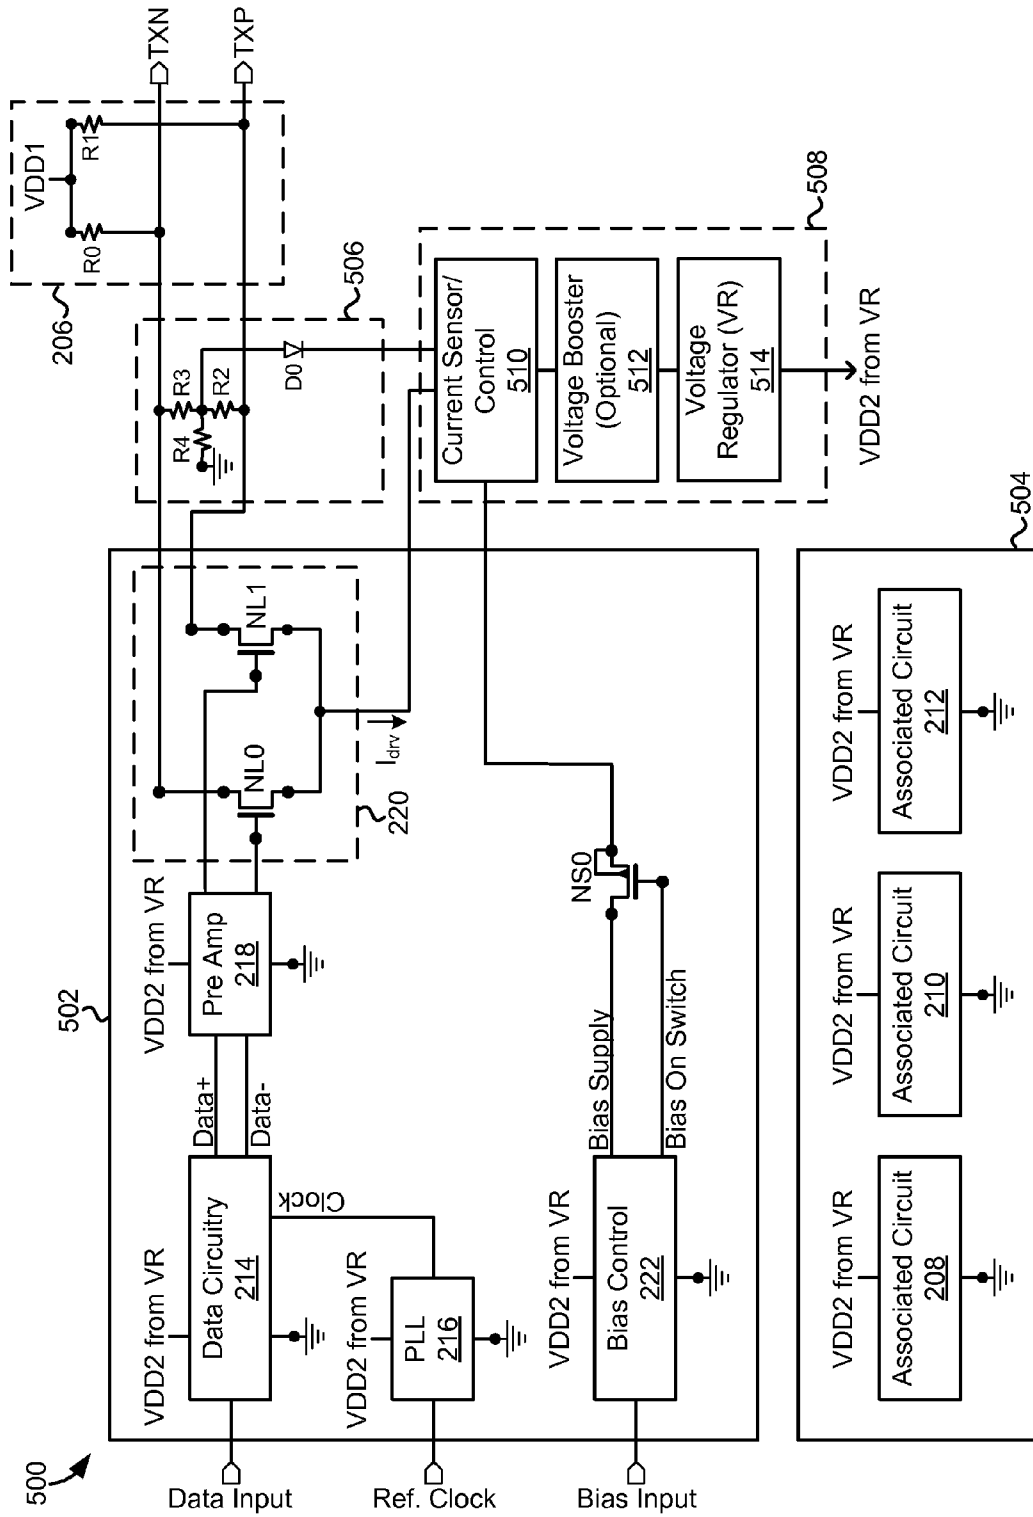 500
Data Input
Ref. Clock
Bias Input
502
VDD2 from VR
Data Circuitry
214
Clock
Data+
Data-
VDD2 from VR
Pre Amp
218
VDD2 from VR
PLL
216
VDD2 from VR
Bias Control
222
Bias Supply
Bias On Switch
NS0
NL0
NL1
220
Idrv
206
VDD1
R0
R1
TXN
TXP
R3
R2
R4
D0
506
508
Current Sensor/
Control
510
Voltage Booster
(Optional)
512
Voltage
Regulator (VR)
514
VDD2 from VR
504
VDD2 from VR
Associated Circuit
208
VDD2 from VR
Associated Circuit
210
VDD2 from VR
Associated Circuit
212